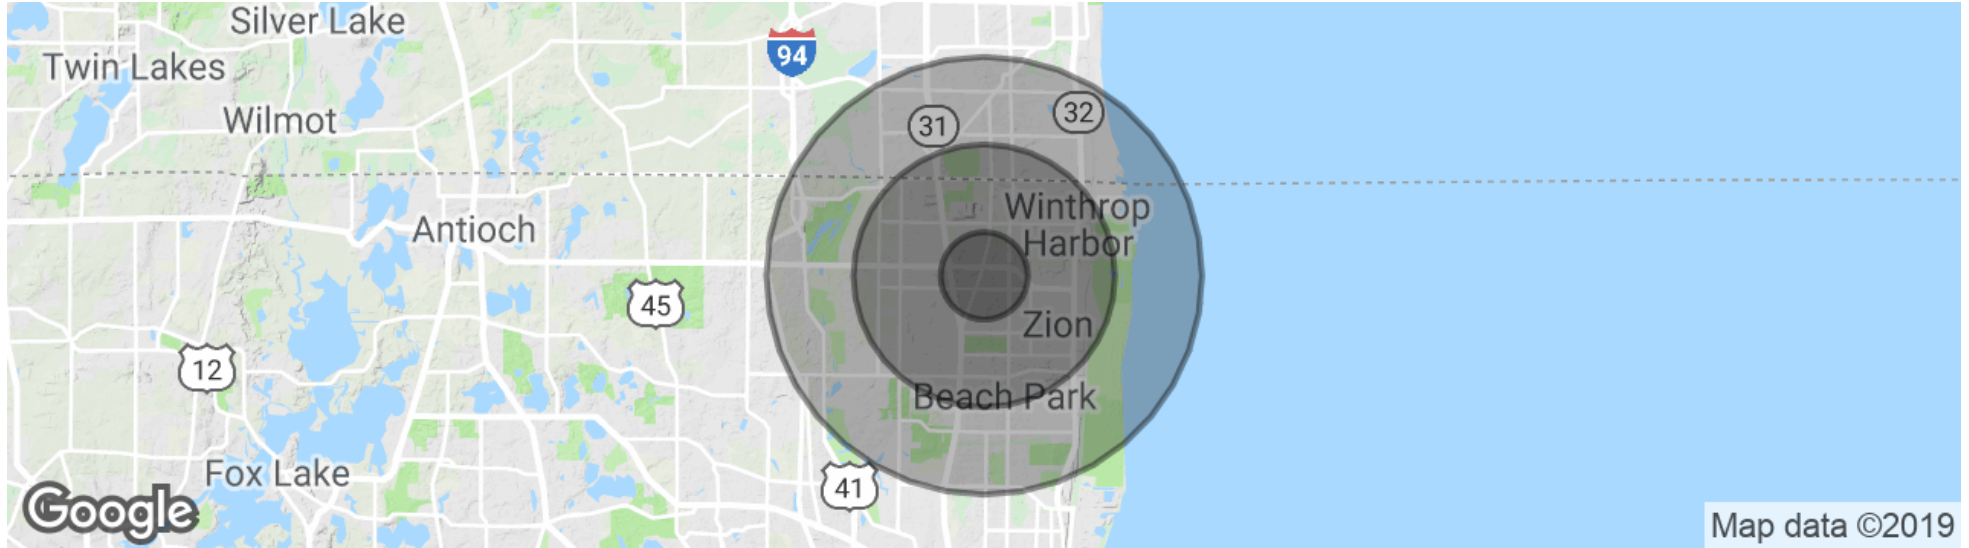 Silver Lake
94
Twin Lakes
Wilmot
31
32
Antioch
Winthrop
Harbor
45
Zion
12
Beach Park
Fox Lake
41
Google
Map data ©2019